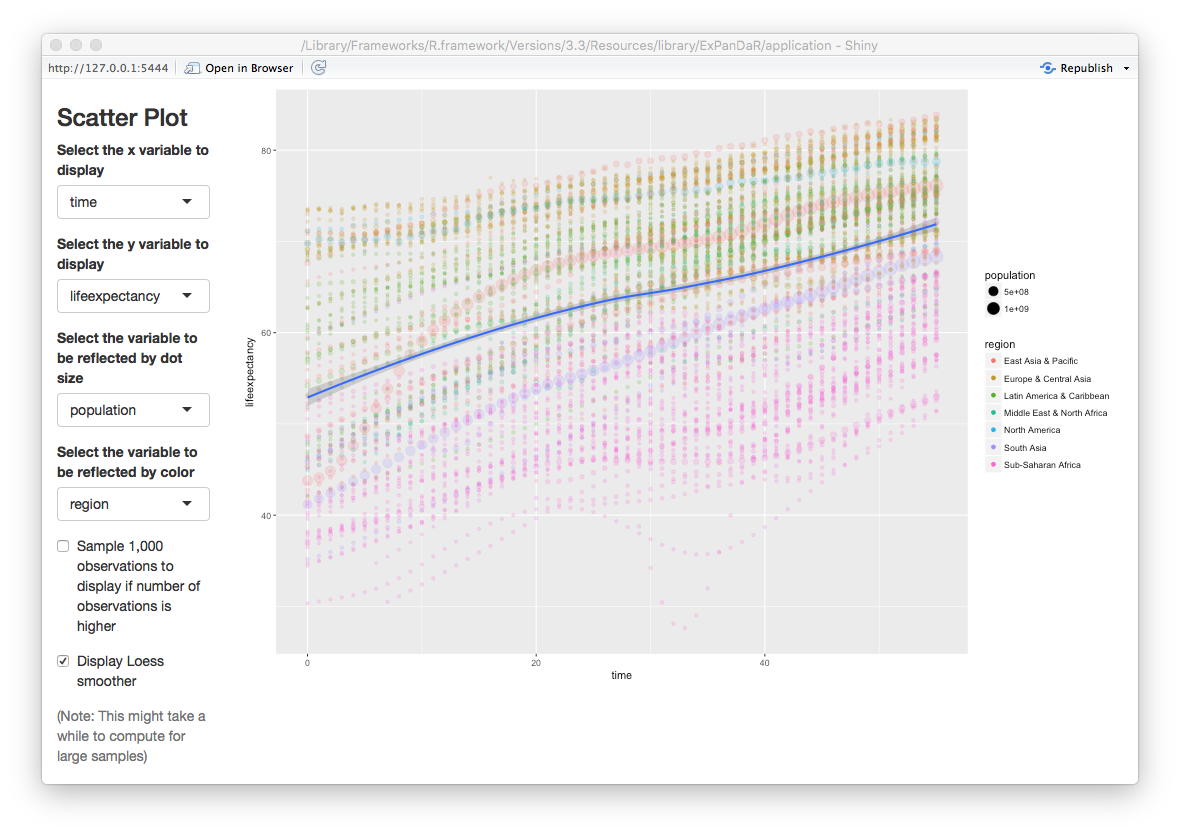 /Library/Frameworks/R.framework/Versions/3.3/Resources/library/ExPanDaR/application - Shiny
http://127.0.0.1:5444
Open in Browser
Republish
Scatter Plot
Select the x variable to
display
time
Select the y variable to
display
lifeexpectancy
Select the variable to
be reflected by dot
size
population
Select the variable to
be reflected by color
region
Sample 1,000
observations to
display if number of
observations is
higher
Display Loess
smoother
(Note: This might take a
while to compute for
large samples)
lifeexpectancy
80
60
40
0
20
40
time
population
5e+08
1e+09
region
East Asia & Pacific
Europe & Central Asia
Latin America & Caribbean
Middle East & North Africa
North America
South Asia
Sub-Saharan Africa